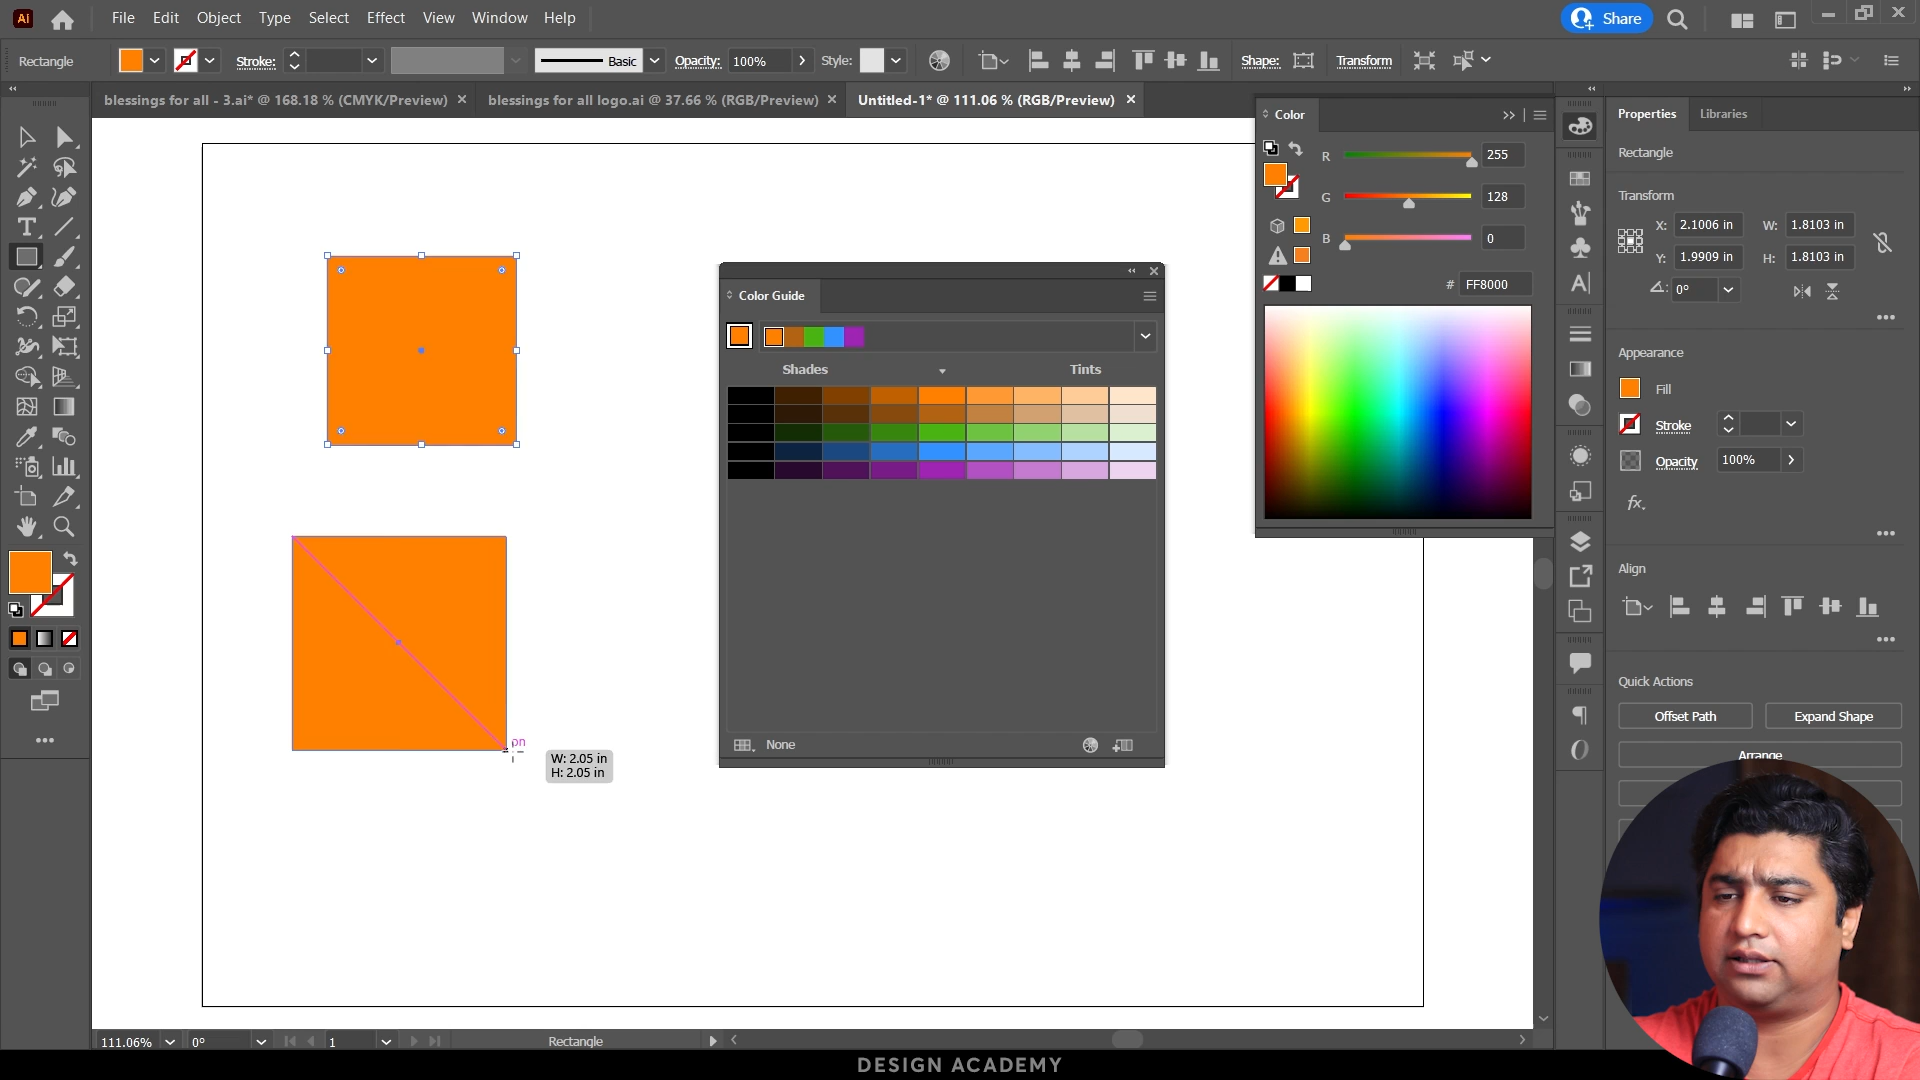 Ai File Edit Object Type Select Effect View Window Help Share
Rectangle Stroke: Basic Opacity: 100% Style: Shape: Transform
blessings for all - 3.ai* @ 168.18 % (CMYK/Preview) × blessings for all logo.ai @ 37.66 % (RGB/Preview) × Untitled-1* @ 111.06 % (RGB/Preview) ×
Color
R 255
G 128
B 0
# FF8000
Properties Libraries
Rectangle
Transform
X: 2.1006 in W: 1.8103 in
Y: 1.9909 in H: 1.8103 in
0°
Appearance
Fill
Stroke
Opacity 100%
fx.
Align
Quick Actions
Offset Path Expand Shape
Arrange
Color Guide
Shades Tints
None
W: 2.05 in
H: 2.05 in
111.06% 0° 1 Rectangle
DESIGN ACADEMY